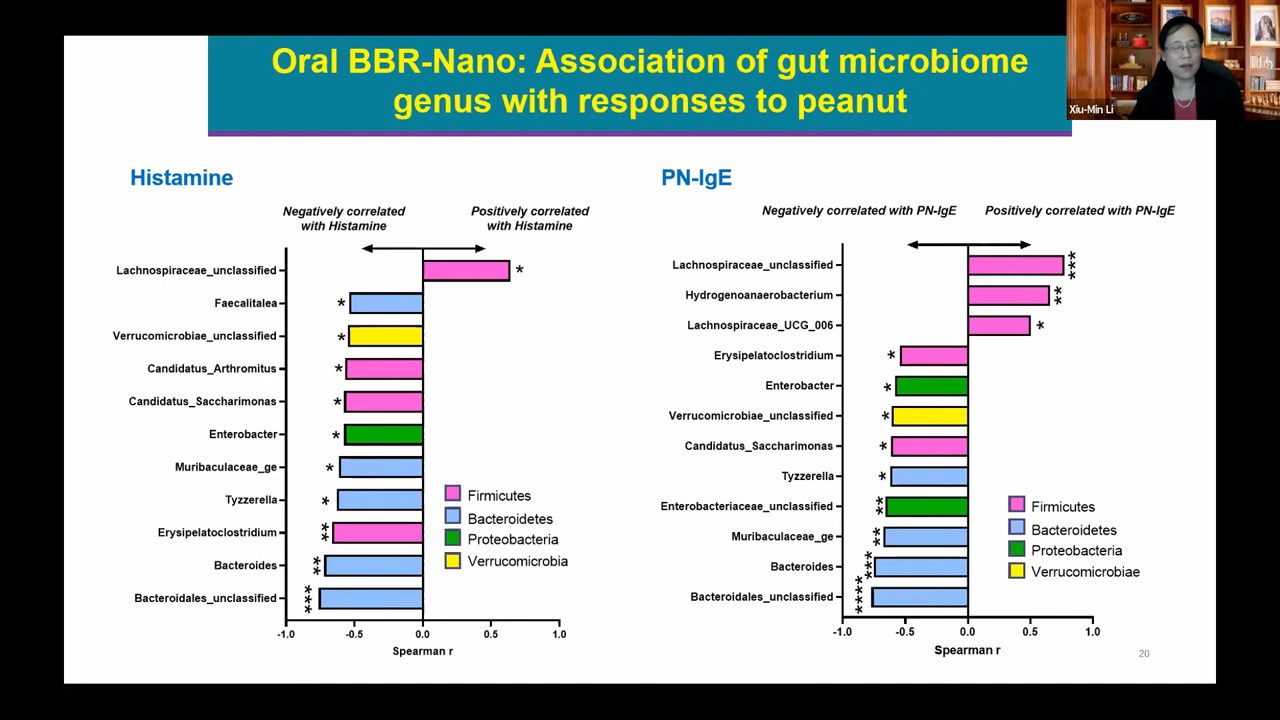 Oral BBR-Nano: Association of gut microbiome
genus with responses to peanut
Xiu-Min Li
Histamine
Negatively correlated
with Histamine
Positively correlated
with Histamine
Lachnospiraceae_unclassified
*
Faecalitalea
*
Verrucomicrobiae_unclassified
*
Candidatus_Arthromitus
*
Candidatus_Saccharimonas
*
Enterobacter
*
Muribaculaceae_ge
*
Tyzzerella
*
Erysipelatoclostridium
**
Bacteroides
**
Bacteroidales_unclassified
***
Firmicutes
Bacteroidetes
Proteobacteria
Verrucomicrobia
-1.0 -0.5 0.0 0.5 1.0
Spearman r
PN-IgE
Negatively correlated with PN-IgE
Positively correlated with PN-IgE
Lachnospiraceae_unclassified
***
Hydrogenoanaerobacterium
**
Lachnospiraceae_UCG_006
*
Erysipelatoclostridium
*
Enterobacter
*
Verrucomicrobiae_unclassified
*
Candidatus_Saccharimonas
*
Tyzzerella
*
Enterobacteriaceae_unclassified
**
Muribaculaceae_ge
**
Bacteroides
***
Bacteroidales_unclassified
****
Firmicutes
Bacteroidetes
Proteobacteria
Verrucomicrobiae
-1.0 -0.5 0.0 0.5 1.0
Spearman r
20